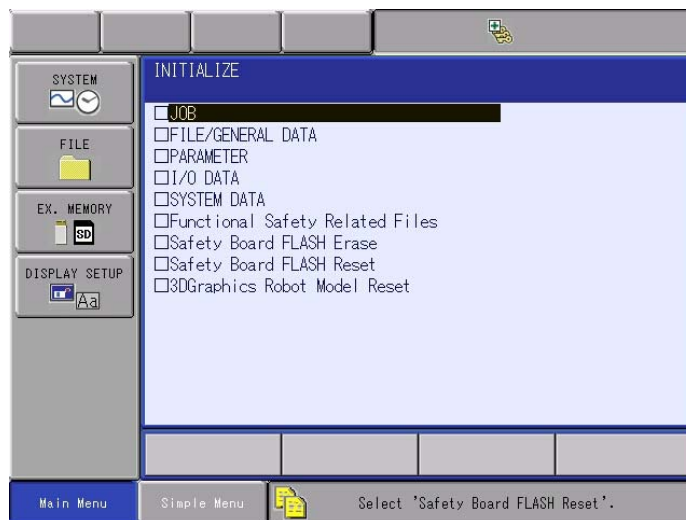 SYSTEM
FILE
EX. MEMORY
SD
DISPLAY SETUP
Aa
INITIALIZE
JOB
FILE/GENERAL DATA
PARAMETER
I/O DATA
SYSTEM DATA
Functional Safety Related Files
Safety Board FLASH Erase
Safety Board FLASH Reset
3DGraphics Robot Model Reset
Main Menu
Simple Menu
Select 'Safety Board FLASH Reset'.